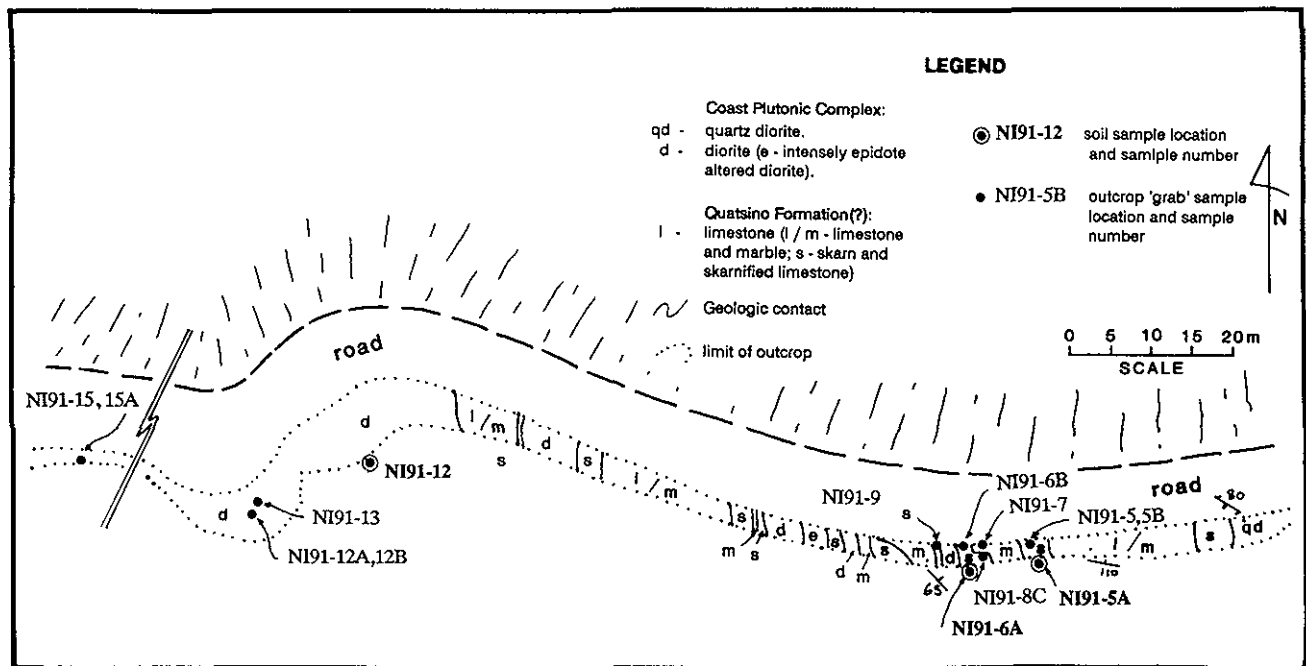 LEGEND
Coast Plutonic Complex:
qd - quartz diorite.
d - diorite (e - intensely epidote
altered diorite).
Quatsino Formation(?):
l - limestone (l / m - limestone
and marble; s - skarn and
skarnified limestone)
Geologic contact
limit of outcrop
NI91-12 soil sample location
and samlple number
NI91-5B outcrop 'grab' sample
location and sample
number
N
0 5 10 15 20 m
SCALE
road
NI91-15, 15A
d
NI91-12
d
NI91-13
NI91-12A,12B
l / m
s
d
s
l / m
s
m
s
d
e
s
d
m
s
m
NI91-9
s
d
65
NI91-6B
NI91-7
NI91-8C
NI91-6A
m
NI91-5,5B
NI91-5A
l / m
110
s
qd
80
road